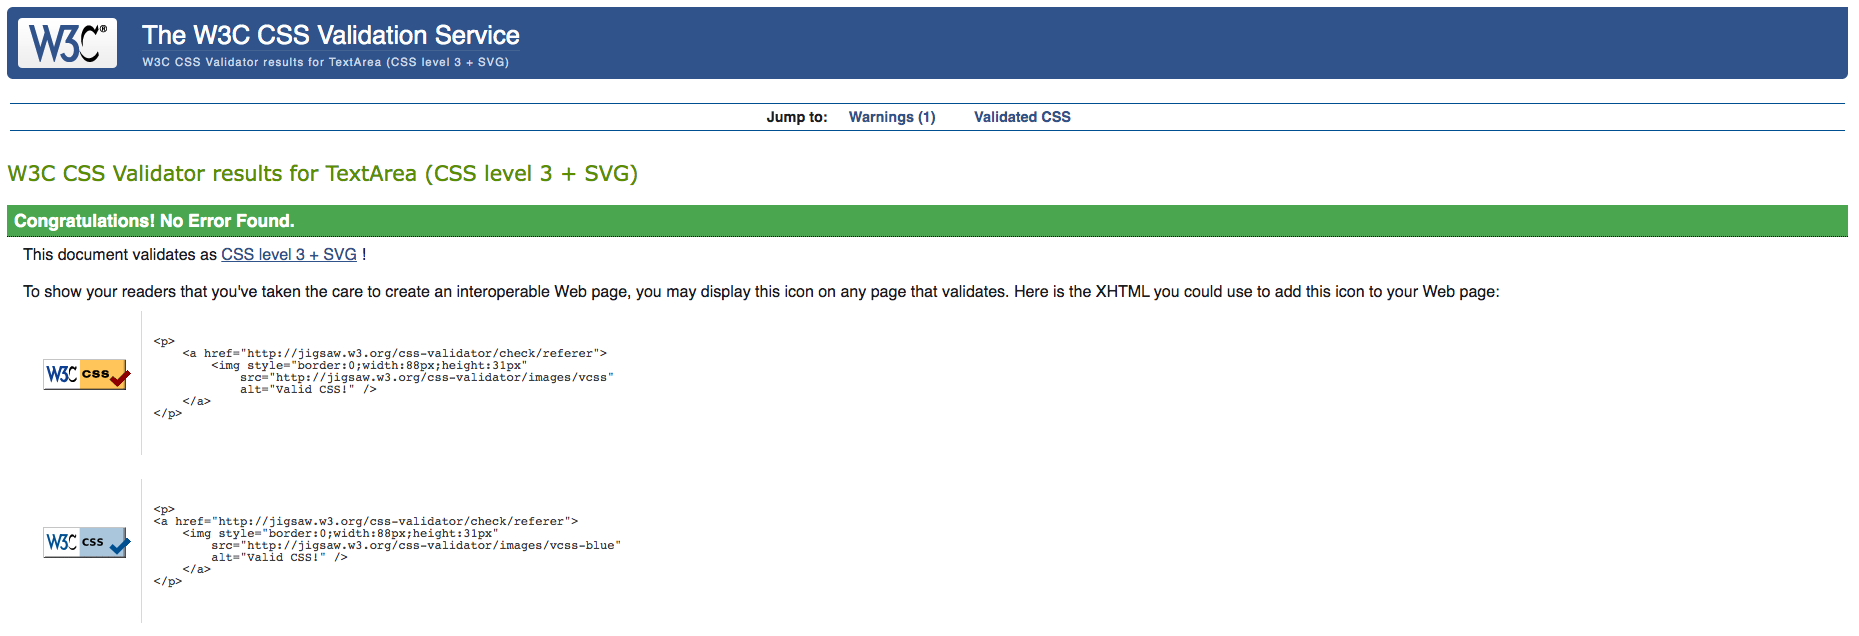 W3C®
The W3C CSS Validation Service
W3C CSS Validator results for TextArea (CSS level 3 + SVG)
Jump to: Warnings (1) Validated CSS
W3C CSS Validator results for TextArea (CSS level 3 + SVG)
Congratulations! No Error Found.
This document validates as CSS level 3 + SVG !
To show your readers that you've taken the care to create an interoperable Web page, you may display this icon on any page that validates. Here is the XHTML you could use to add this icon to your Web page:
W3C css
<p>
    <a href="http://jigsaw.w3.org/css-validator/check/referer">
        <img style="border:0;width:88px;height:31px"
            src="http://jigsaw.w3.org/css-validator/images/vcss"
            alt="Valid CSS!" />
    </a>
</p>
W3C css
<p>
<a href="http://jigsaw.w3.org/css-validator/check/referer">
    <img style="border:0;width:88px;height:31px"
        src="http://jigsaw.w3.org/css-validator/images/vcss-blue"
        alt="Valid CSS!" />
    </a>
</p>